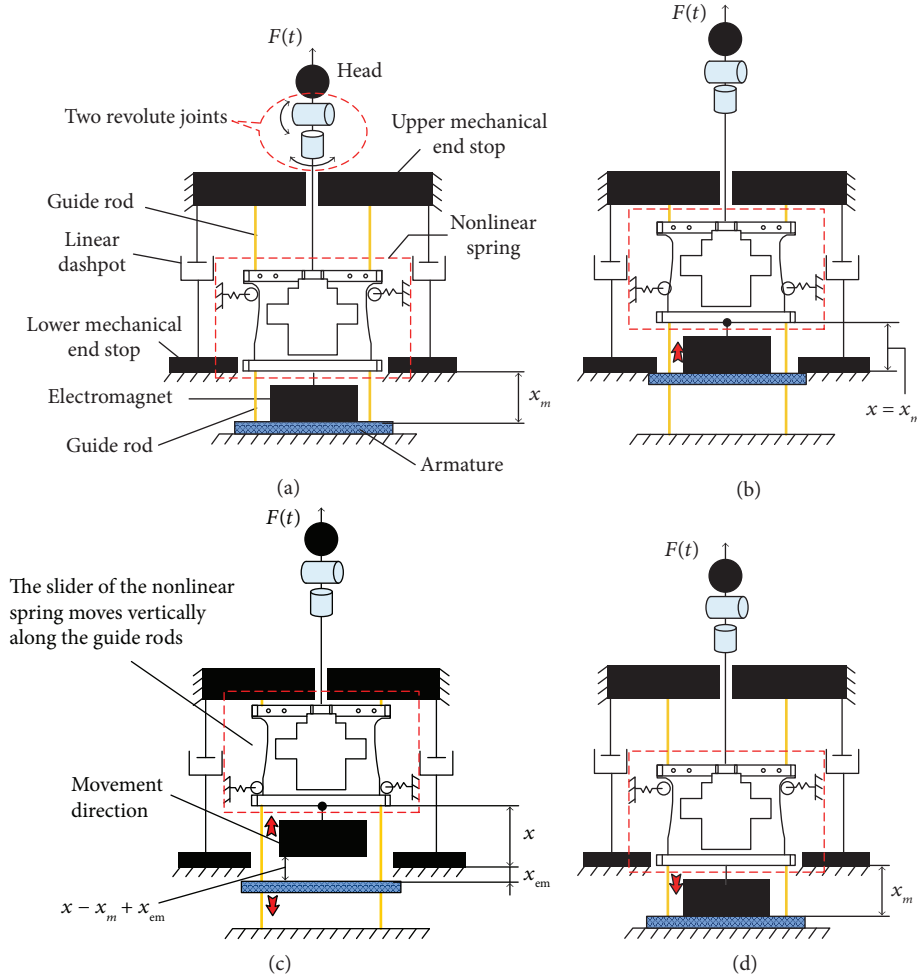 F(t)
Head
Two revolute joints
Upper mechanical
end stop
Guide rod
Nonlinear
spring
Linear
dashpot
Lower mechanical
end stop
Electromagnet
x_m
Guide rod
Armature
(a)
F(t)
x = x_m
(b)
F(t)
The slider of the nonlinear
spring moves vertically
along the guide rods
Movement
direction
x
x_em
x − x_m + x_em
(c)
F(t)
x_m
(d)